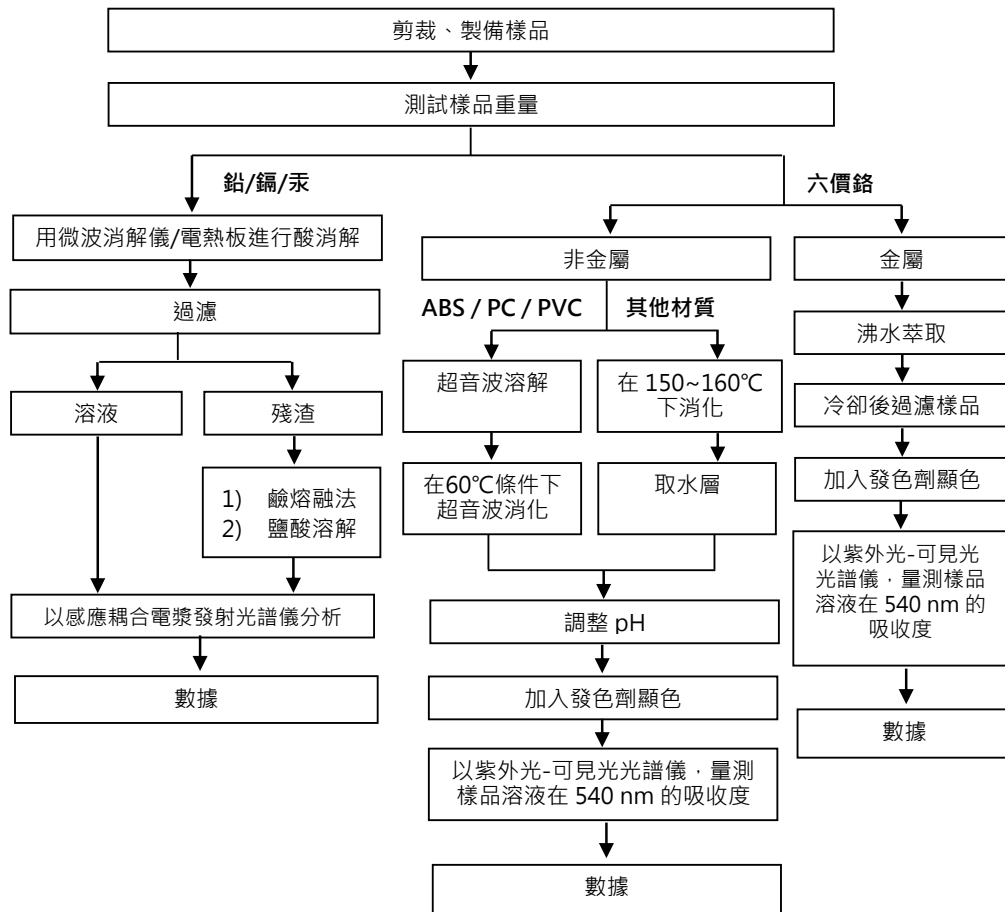 剪裁、製備樣品
測試樣品重量
鉛/鎘/汞
六價鉻
用微波消解儀/電熱板進行酸消解
過濾
溶液
殘渣
1) 鹼熔融法
2) 鹽酸溶解
以感應耦合電漿發射光譜儀分析
數據
非金屬
ABS / PC / PVC
其他材質
超音波溶解
在 150~160℃
下消化
在60℃條件下
超音波消化
取水層
調整 pH
加入發色劑顯色
以紫外光-可見光光譜儀，量測
樣品溶液在 540 nm 的吸收度
數據
金屬
沸水萃取
冷卻後過濾樣品
加入發色劑顯色
以紫外光-可見光
光譜儀，量測樣品
溶液在 540 nm 的
吸收度
數據